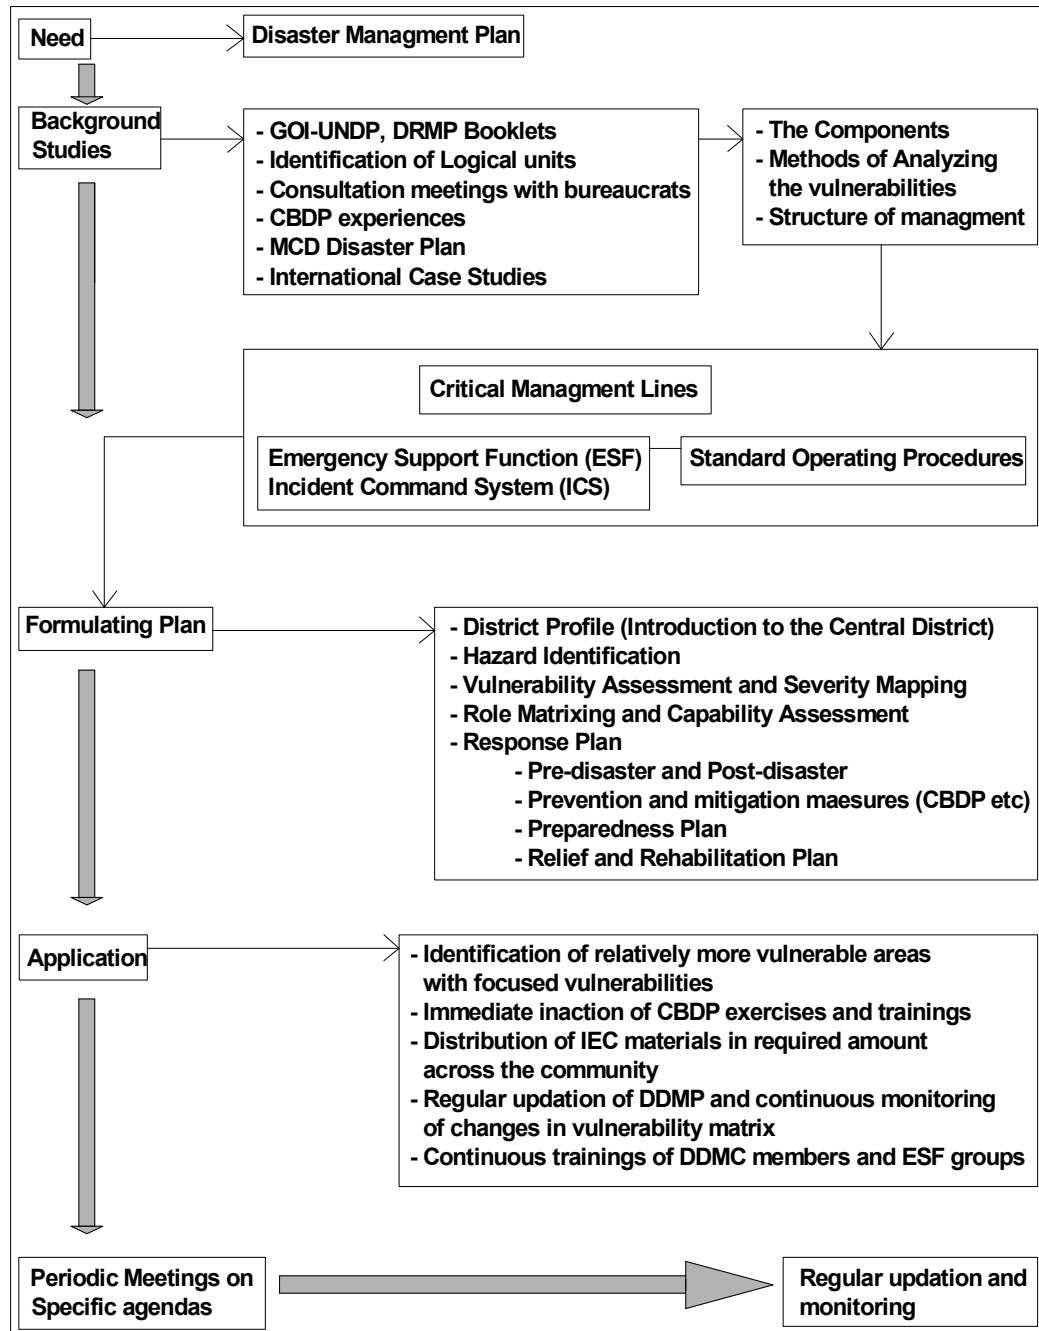 Need
Disaster Managment Plan
Background
Studies
- GOI-UNDP, DRMP Booklets
- Identification of Logical units
- Consultation meetings with bureaucrats
- CBDP experiences
- MCD Disaster Plan
- International Case Studies
- The Components
- Methods of Analyzing
the vulnerabilities
- Structure of managment
Critical Managment Lines
Emergency Support Function (ESF)
Incident Command System (ICS)
Standard Operating Procedures
Formulating Plan
- District Profile (Introduction to the Central District)
- Hazard Identification
- Vulnerability Assessment and Severity Mapping
- Role Matrixing and Capability Assessment
- Response Plan
- Pre-disaster and Post-disaster
- Prevention and mitigation maesures (CBDP etc)
- Preparedness Plan
- Relief and Rehabilitation Plan
Application
- Identification of relatively more vulnerable areas
with focused vulnerabilities
- Immediate inaction of CBDP exercises and trainings
- Distribution of IEC materials in required amount
across the community
- Regular updation of DDMP and continuous monitoring
of changes in vulnerability matrix
- Continuous trainings of DDMC members and ESF groups
Periodic Meetings on
Specific agendas
Regular updation and
monitoring